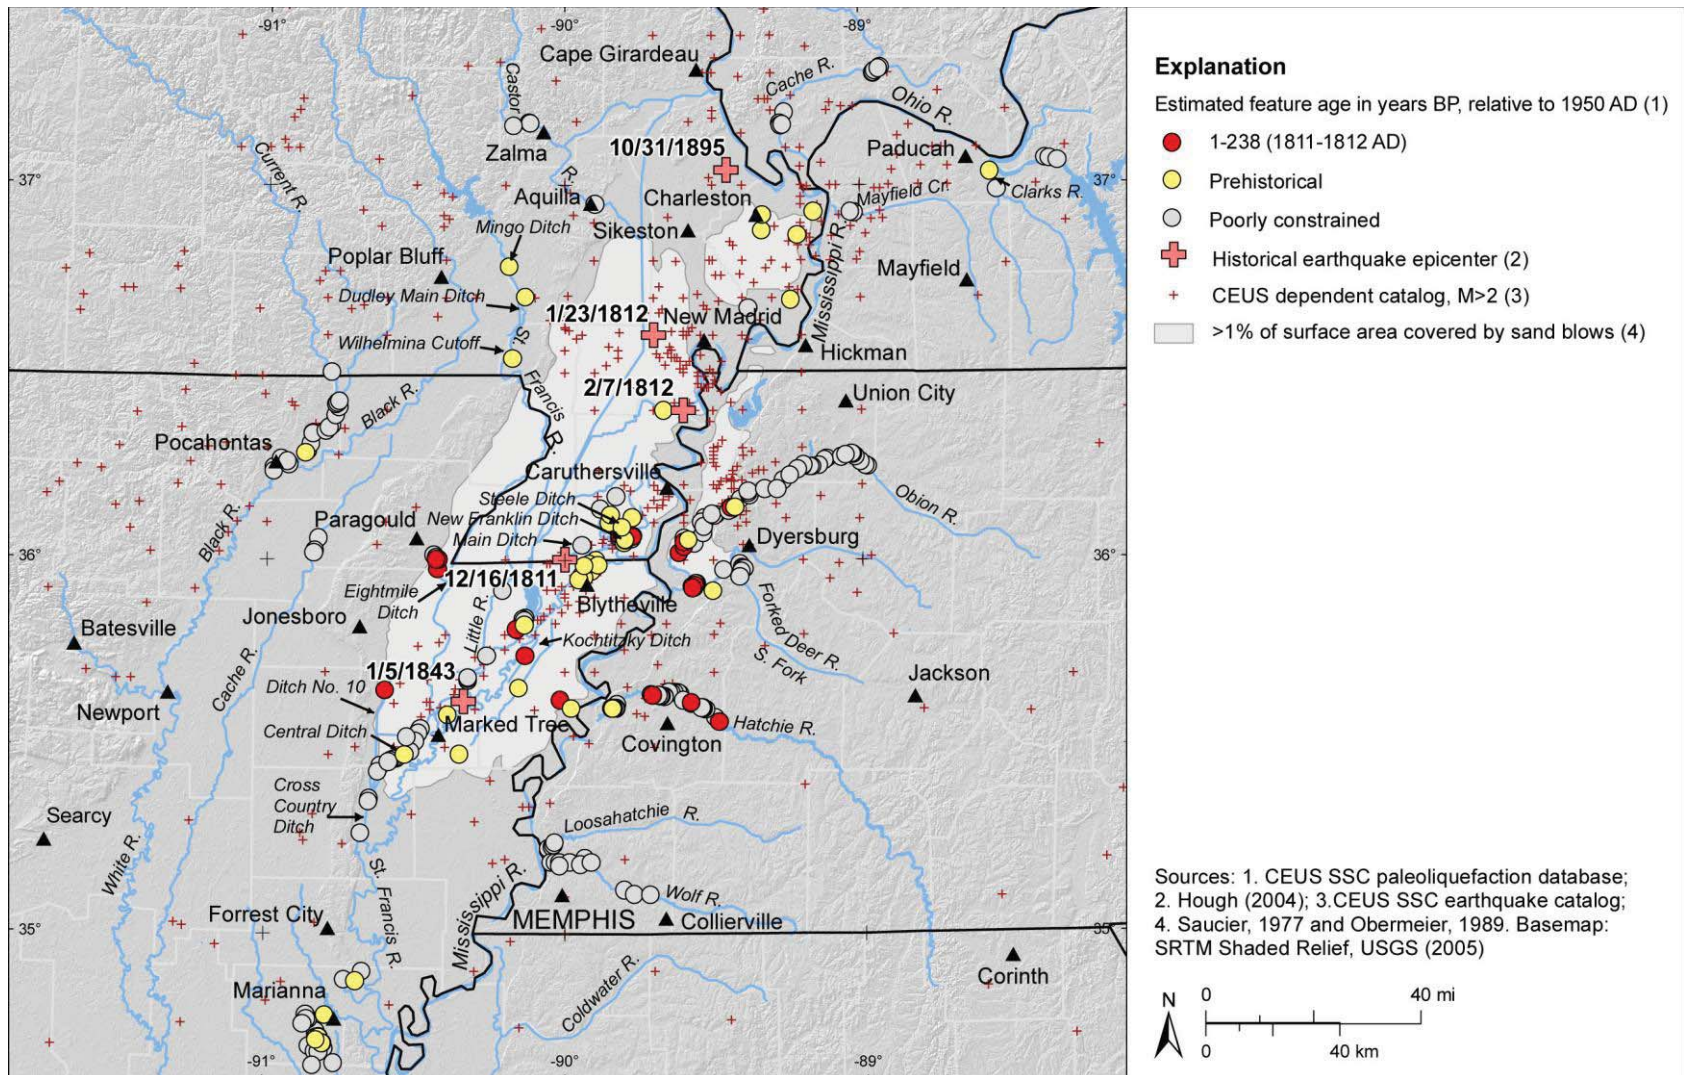 -91°
-90°
-89°
Cape Girardeau
Castor
R.
Cache R.
Ohio R.
Zalma
10/31/1895
Paducah
Current R.
37°
37°
Aquilla
Charleston
Mayfield Cr.
Clarks R.
Mingo Ditch
Sikeston
Poplar Bluff
Mississippi R.
Mayfield
Dudley Main Ditch
1/23/1812
New Madrid
St.
Francis
R.
Wilhelmina Cutoff
Hickman
2/7/1812
Union City
Black R.
Pocahontas
Caruthersville
Steele Ditch
Obion R.
Black R.
Paragould
New Franklin Ditch
Main Ditch
Dyersburg
36°
36°
12/16/1811
Eightmile
Ditch
Blytheville
Forked Deer R.
S. Fork
Batesville
Jonesboro
Little R.
Kochtitzky Ditch
Cache R.
1/5/1843
Jackson
Ditch No. 10
Newport
Hatchie R.
Central Ditch
Marked Tree
Covington
Cross
Country
Ditch
Searcy
Loosahatchie R.
White R.
St. Francis R.
Mississippi R.
Wolf R.
Forrest City
MEMPHIS
Collierville
35°
35°
Corinth
Marianna
Coldwater R.
-91°
-90°
-89°
Explanation
Estimated feature age in years BP, relative to 1950 AD (1)
1-238 (1811-1812 AD)
Prehistorical
Poorly constrained
Historical earthquake epicenter (2)
CEUS dependent catalog, M>2 (3)
>1% of surface area covered by sand blows (4)
Sources: 1. CEUS SSC paleoliquefaction database;
2. Hough (2004); 3.CEUS SSC earthquake catalog;
4. Saucier, 1977 and Obermeier, 1989. Basemap:
SRTM Shaded Relief, USGS (2005)
N
0
40 mi
0
40 km